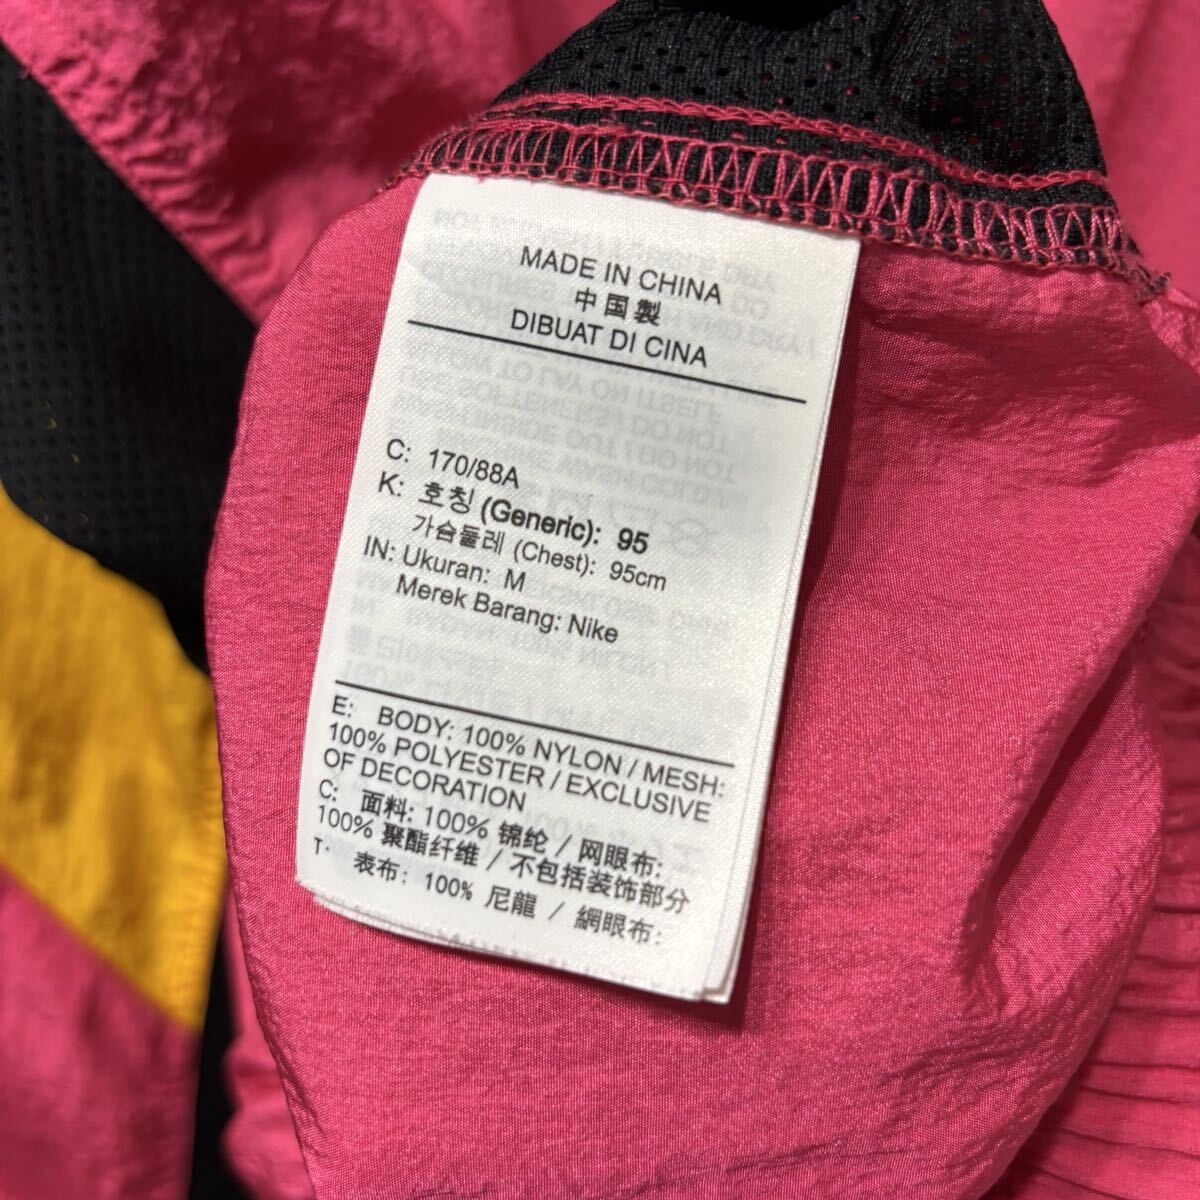 MADE IN CHINA
中国製
DIBUAT DI CINA
C: 170/88A
K: 호칭 (Generic): 95
가슴둘레 (Chest): 95cm
IN: Ukuran: M
Merek Barang: Nike
E: BODY: 100% NYLON / MESH:
100% POLYESTER / EXCLUSIVE
OF DECORATION
C: 面料: 100% 锦纶 / 网眼布:
100% 聚酯纤维 / 不包括装饰部分
T: 表布: 100% 尼龍 / 網眼布: